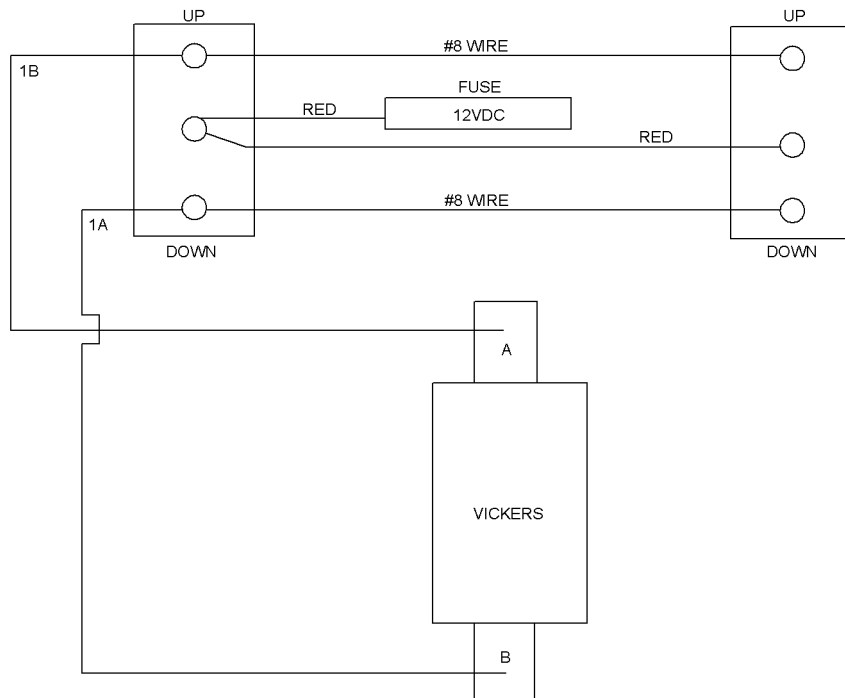 UP
UP
#8 WIRE
1B
FUSE
RED
12VDC
RED
#8 WIRE
1A
DOWN
DOWN
A
VICKERS
B